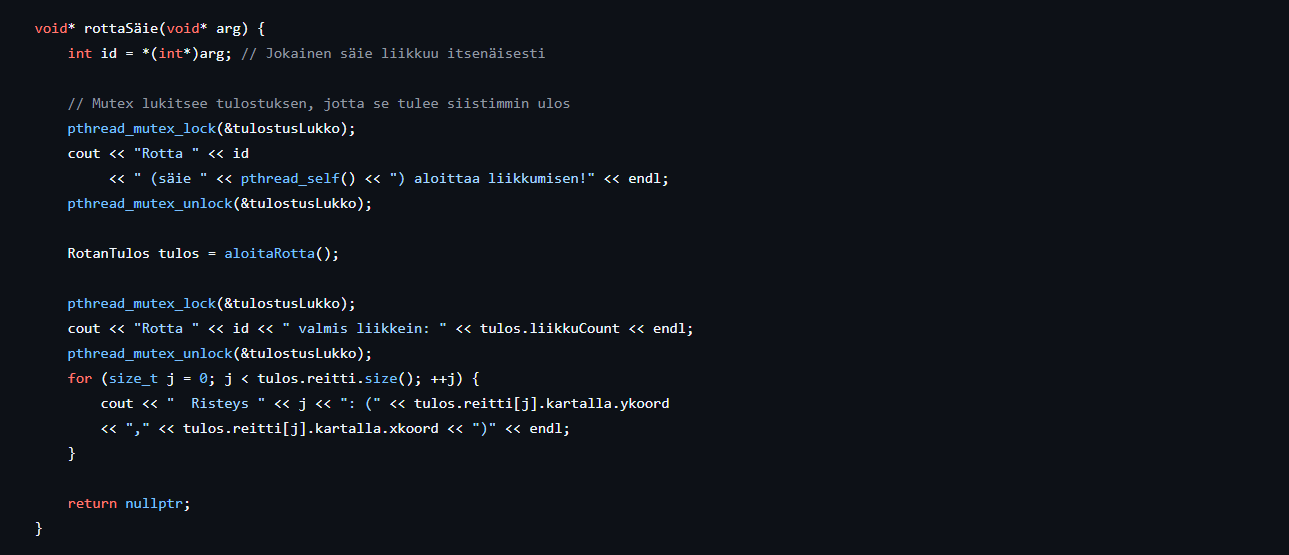 void* rottaSäie(void* arg) {
    int id = *(int*)arg; // Jokainen säie liikkuu itsenäisesti

    // Mutex lukitsee tulostuksen, jotta se tulee siistimmin ulos
    pthread_mutex_lock(&tulostusLukko);
    cout << "Rotta " << id
         << " (säie " << pthread_self() << ") aloittaa liikkumisen!" << endl;
    pthread_mutex_unlock(&tulostusLukko);

    RotanTulos tulos = aloitaRotta();

    pthread_mutex_lock(&tulostusLukko);
    cout << "Rotta " << id << " valmis liikkein: " << tulos.liikkuCount << endl;
    pthread_mutex_unlock(&tulostusLukko);
    for (size_t j = 0; j < tulos.reitti.size(); ++j) {
        cout << "  Risteys " << j << ": (" << tulos.reitti[j].kartalla.ykoord
        << "," << tulos.reitti[j].kartalla.xkoord << ")" << endl;
    }

    return nullptr;
}